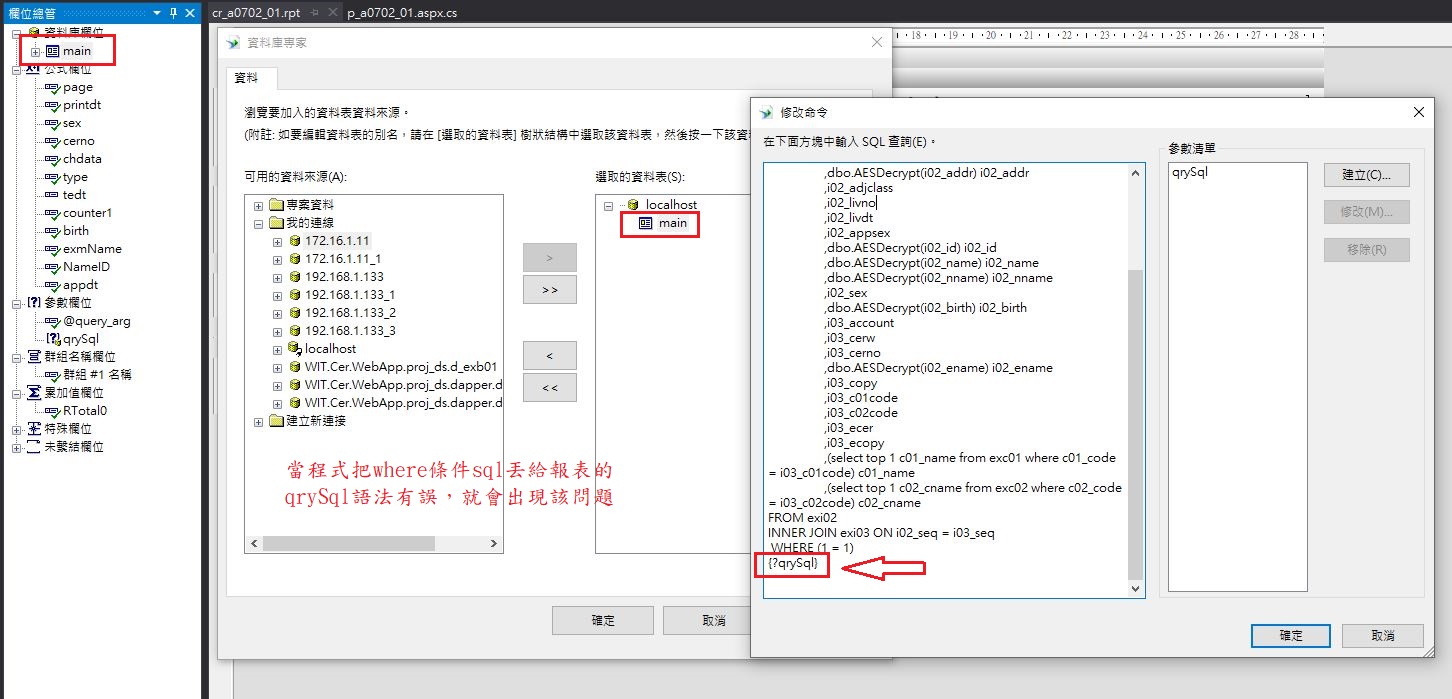 欄位總管
cr_a0702_01.rpt
p_a0702_01.aspx.cs
資料庫欄位
main
公式欄位
page
printdt
sex
cerno
chdata
type
tedt
counter1
birth
exmName
NameID
appdt
參數欄位
@query_arg
qrySql
群組名稱欄位
群組 #1 名稱
累加值欄位
RTotal0
特殊欄位
未繫結欄位
18 19 20 21 22 23 24 25 26 27 28
資料庫專家
資料
瀏覽要加入的資料表資料來源。
(附註: 如要編輯資料表的別名，請在 [選取的資料表] 樹狀結構中選取該資料表，然後按一下該資
可用的資料來源(A):
專案資料
我的連線
172.16.1.11
172.16.1.11_1
192.168.1.133
192.168.1.133_1
192.168.1.133_2
192.168.1.133_3
localhost
WIT.Cer.WebApp.proj_ds.d_exb01
WIT.Cer.WebApp.proj_ds.dapper.d
WIT.Cer.WebApp.proj_ds.dapper.d
建立新連接
>
>>
<
<<
選取的資料表(S):
localhost
main
當程式把where條件sql丟給報表的
qrySql語法有誤，就會出現該問題
確定
取消
修改命令
在下面方塊中輸入 SQL 查詢(E)。
,dbo.AESDecrypt(i02_addr) i02_addr
,i02_adjclass
,i02_livno
,i02_livdt
,i02_appsex
,dbo.AESDecrypt(i02_id) i02_id
,dbo.AESDecrypt(i02_name) i02_name
,dbo.AESDecrypt(i02_nname) i02_nname
,i02_sex
,dbo.AESDecrypt(i02_birth) i02_birth
,i03_account
,i03_cerw
,i03_cerno
,dbo.AESDecrypt(i02_ename) i02_ename
,i03_copy
,i03_c01code
,i03_c02code
,i03_ecer
,i03_ecopy
,(select top 1 c01_name from exc01 where c01_code
= i03_c01code) c01_name
,(select top 1 c02_cname from exc02 where c02_code
= i03_c02code) c02_cname
FROM exi02
INNER JOIN exi03 ON i02_seq = i03_seq
WHERE (1 = 1)
{?qrySql}
參數清單
qrySql
建立(C)...
修改(M)...
移除(R)
確定
取消